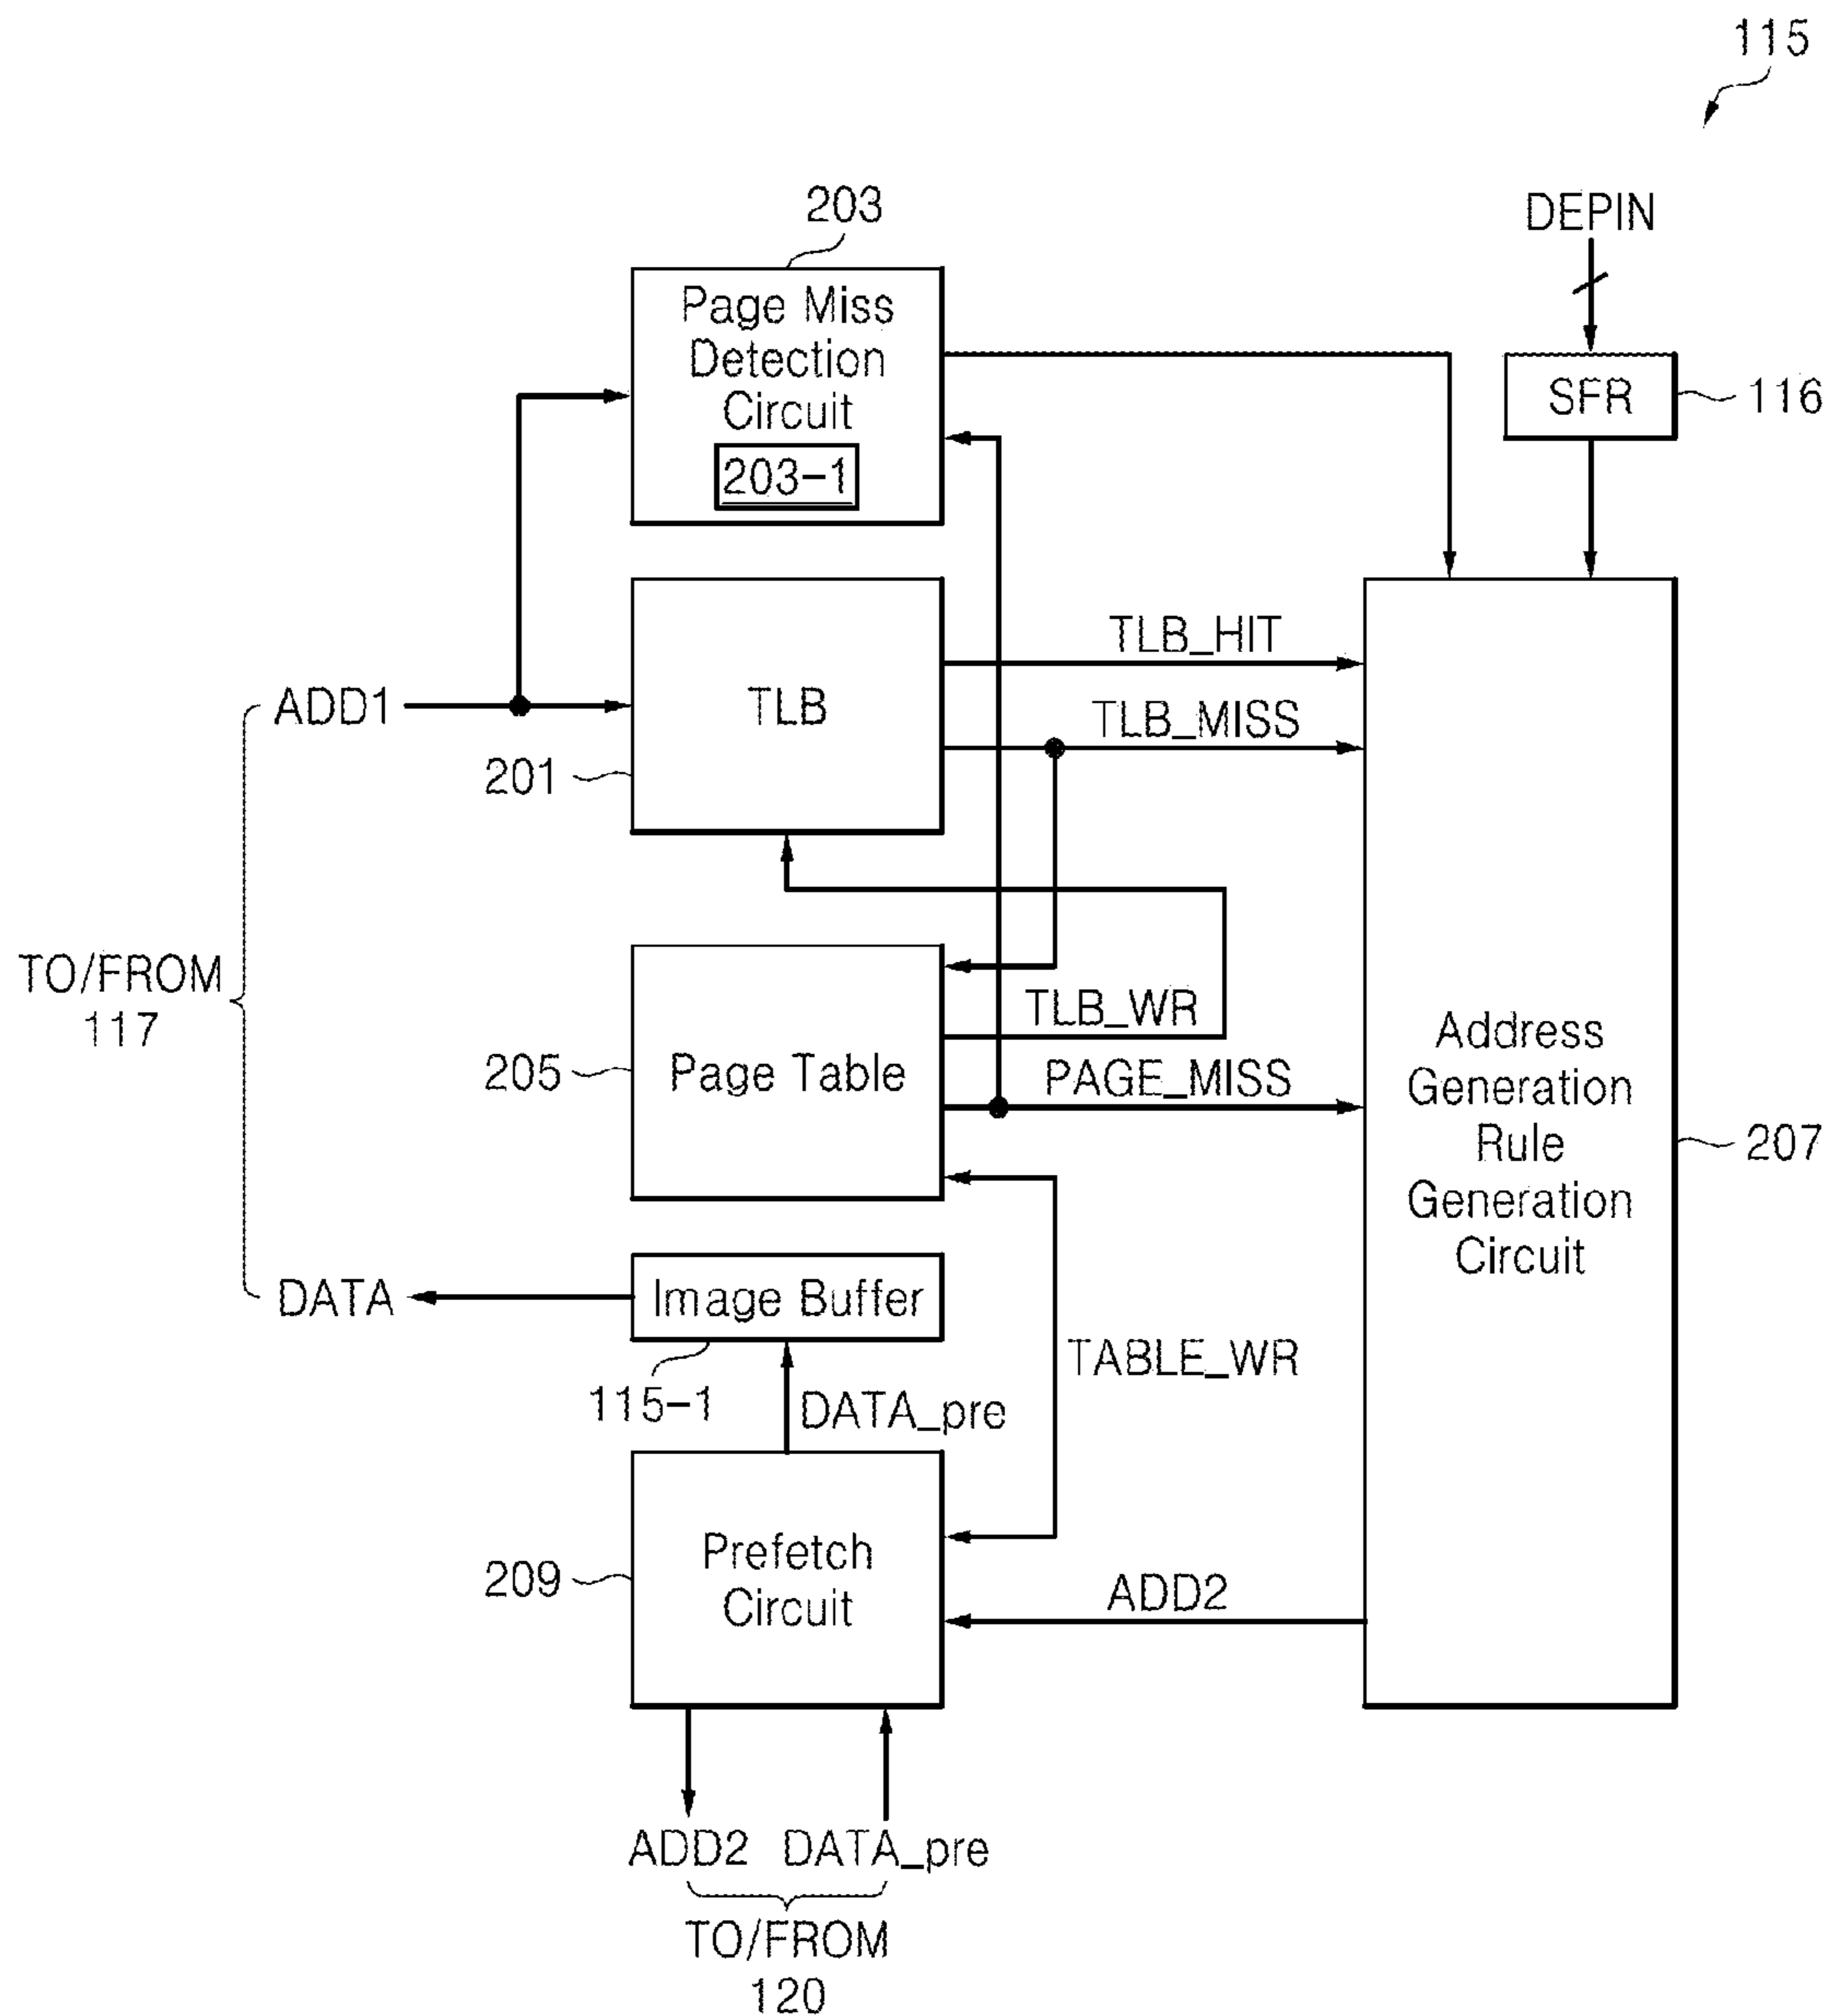 115
203
DEPIN
Page Miss
Detection
Circuit
203-1
SFR
116
TLB_HIT
ADD1
TLB
TLB_MISS
201
TO/FROM
117
TLB_WR
205
Page Table
PAGE_MISS
Address
Generation
Rule
Generation
Circuit
207
DATA
Image Buffer
TABLE_WR
115-1
DATA_pre
209
Prefetch
Circuit
ADD2
ADD2
DATA_pre
TO/FROM
120